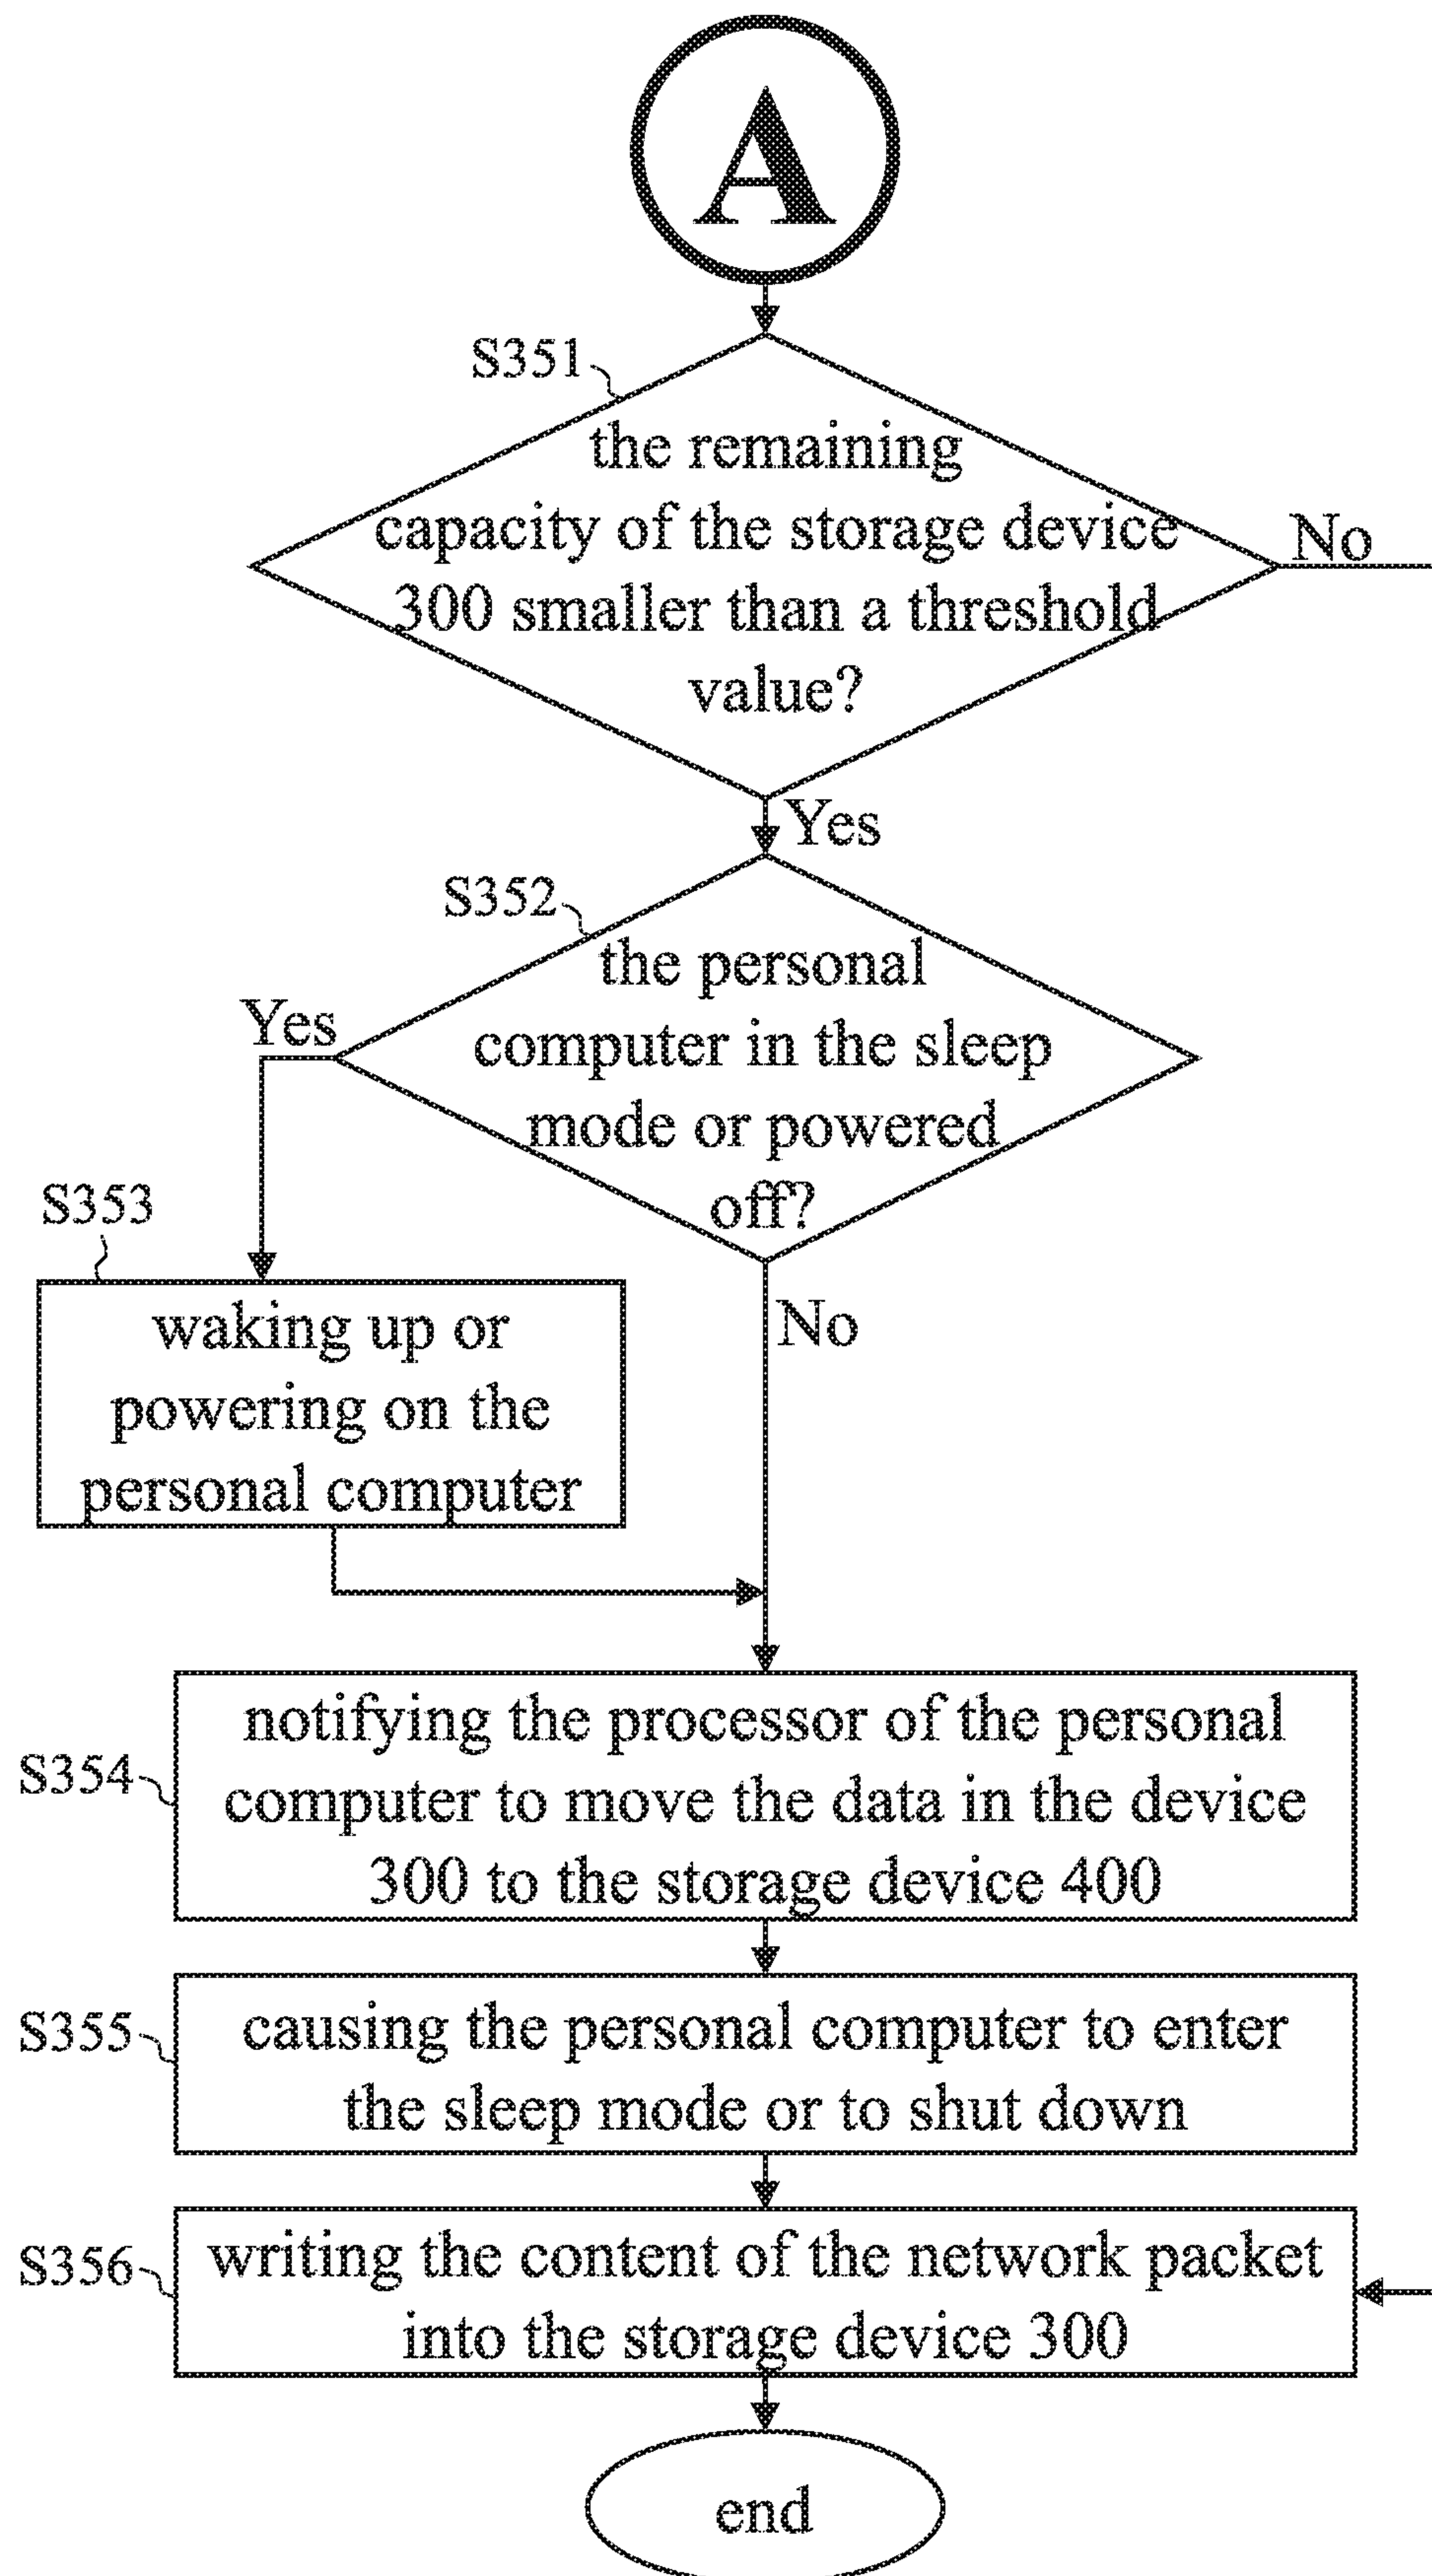 A
S351
the remaining
capacity of the storage device
300 smaller than a threshold
value?
No
Yes
S352
the personal
computer in the sleep
mode or powered
off?
Yes
No
S353
waking up or
powering on the
personal computer
S354
notifying the processor of the personal
computer to move the data in the device
300 to the storage device 400
S355
causing the personal computer to enter
the sleep mode or to shut down
S356
writing the content of the network packet
into the storage device 300
end